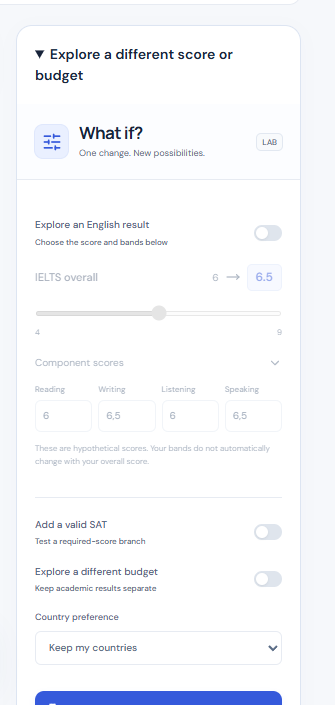 ▼ Explore a different score or
budget
What if?
One change. New possibilities.
LAB
Explore an English result
Choose the score and bands below
IELTS overall
6 → 6.5
4
9
Component scores
Reading Writing Listening Speaking
6 6,5 6 6,5
These are hypothetical scores. Your bands do not automatically
change with your overall score.
Add a valid SAT
Test a required-score branch
Explore a different budget
Keep academic results separate
Country preference
Keep my countries